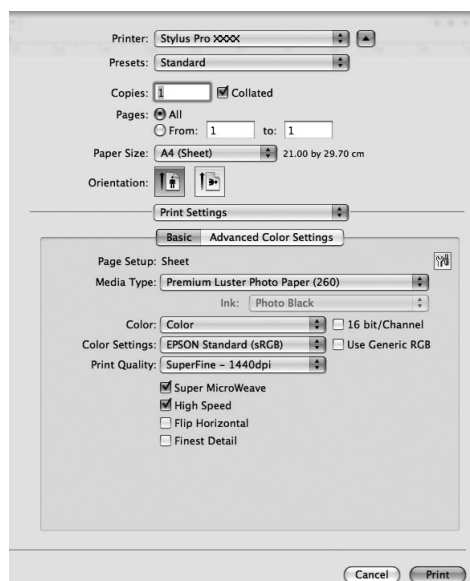 Printer: Stylus Pro XXXX
Presets: Standard
Copies: 1 Collated
Pages: All
From: 1 to: 1
Paper Size: A4 (Sheet) 21.00 by 29.70 cm
Orientation:
Print Settings
Basic Advanced Color Settings
Page Setup: Sheet
Media Type: Premium Luster Photo Paper (260)
Ink: Photo Black
Color: Color 16 bit/Channel
Color Settings: EPSON Standard (sRGB) Use Generic RGB
Print Quality: SuperFine - 1440dpi
Super MicroWeave
High Speed
Flip Horizontal
Finest Detail
Cancel Print